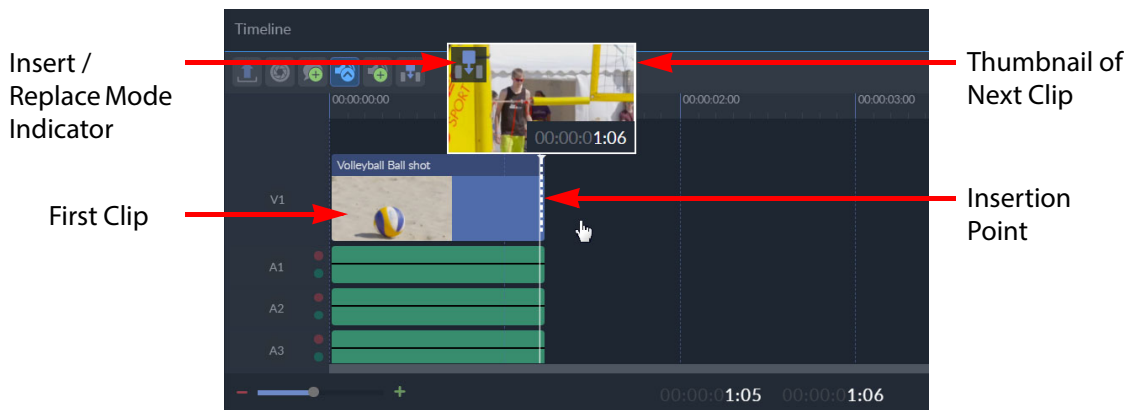 Timeline
Insert /
Replace Mode
Indicator
Thumbnail of
Next Clip
SPORT
00:00:00:00
00:00:02:00
00:00:03:00
00:00:01:06
Volleyball Ball shot
V1
First Clip
Insertion
Point
A1
A2
A3
00:00:01:05 00:00:01:06